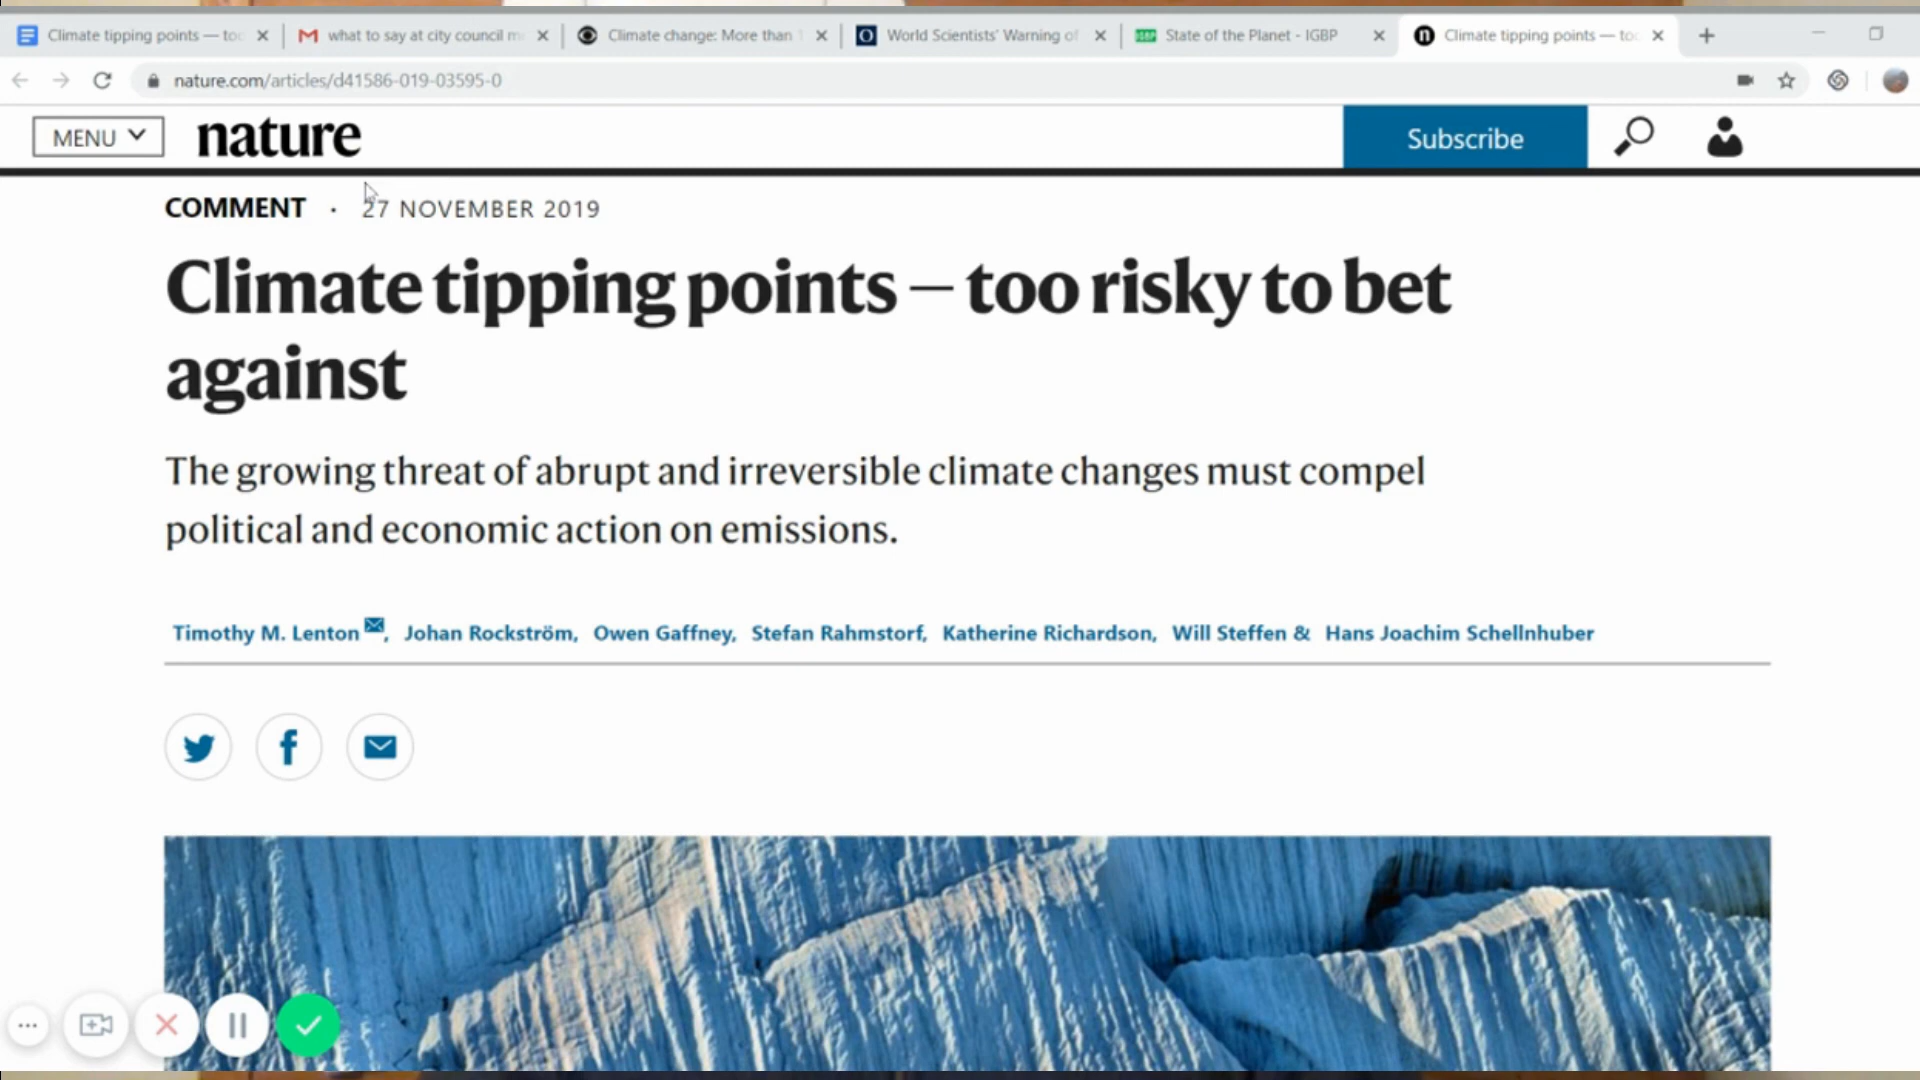 Climate tipping points — too
what to say at city council m
Climate change: More than 1
World Scientists' Warning of
State of the Planet - IGBP
Climate tipping points — too
nature.com/articles/d41586-019-03595-0
MENU
nature
Subscribe
COMMENT · 27 NOVEMBER 2019
Climate tipping points — too risky to bet
against
The growing threat of abrupt and irreversible climate changes must compel
political and economic action on emissions.
Timothy M. Lenton, Johan Rockström, Owen Gaffney, Stefan Rahmstorf, Katherine Richardson, Will Steffen & Hans Joachim Schellnhuber